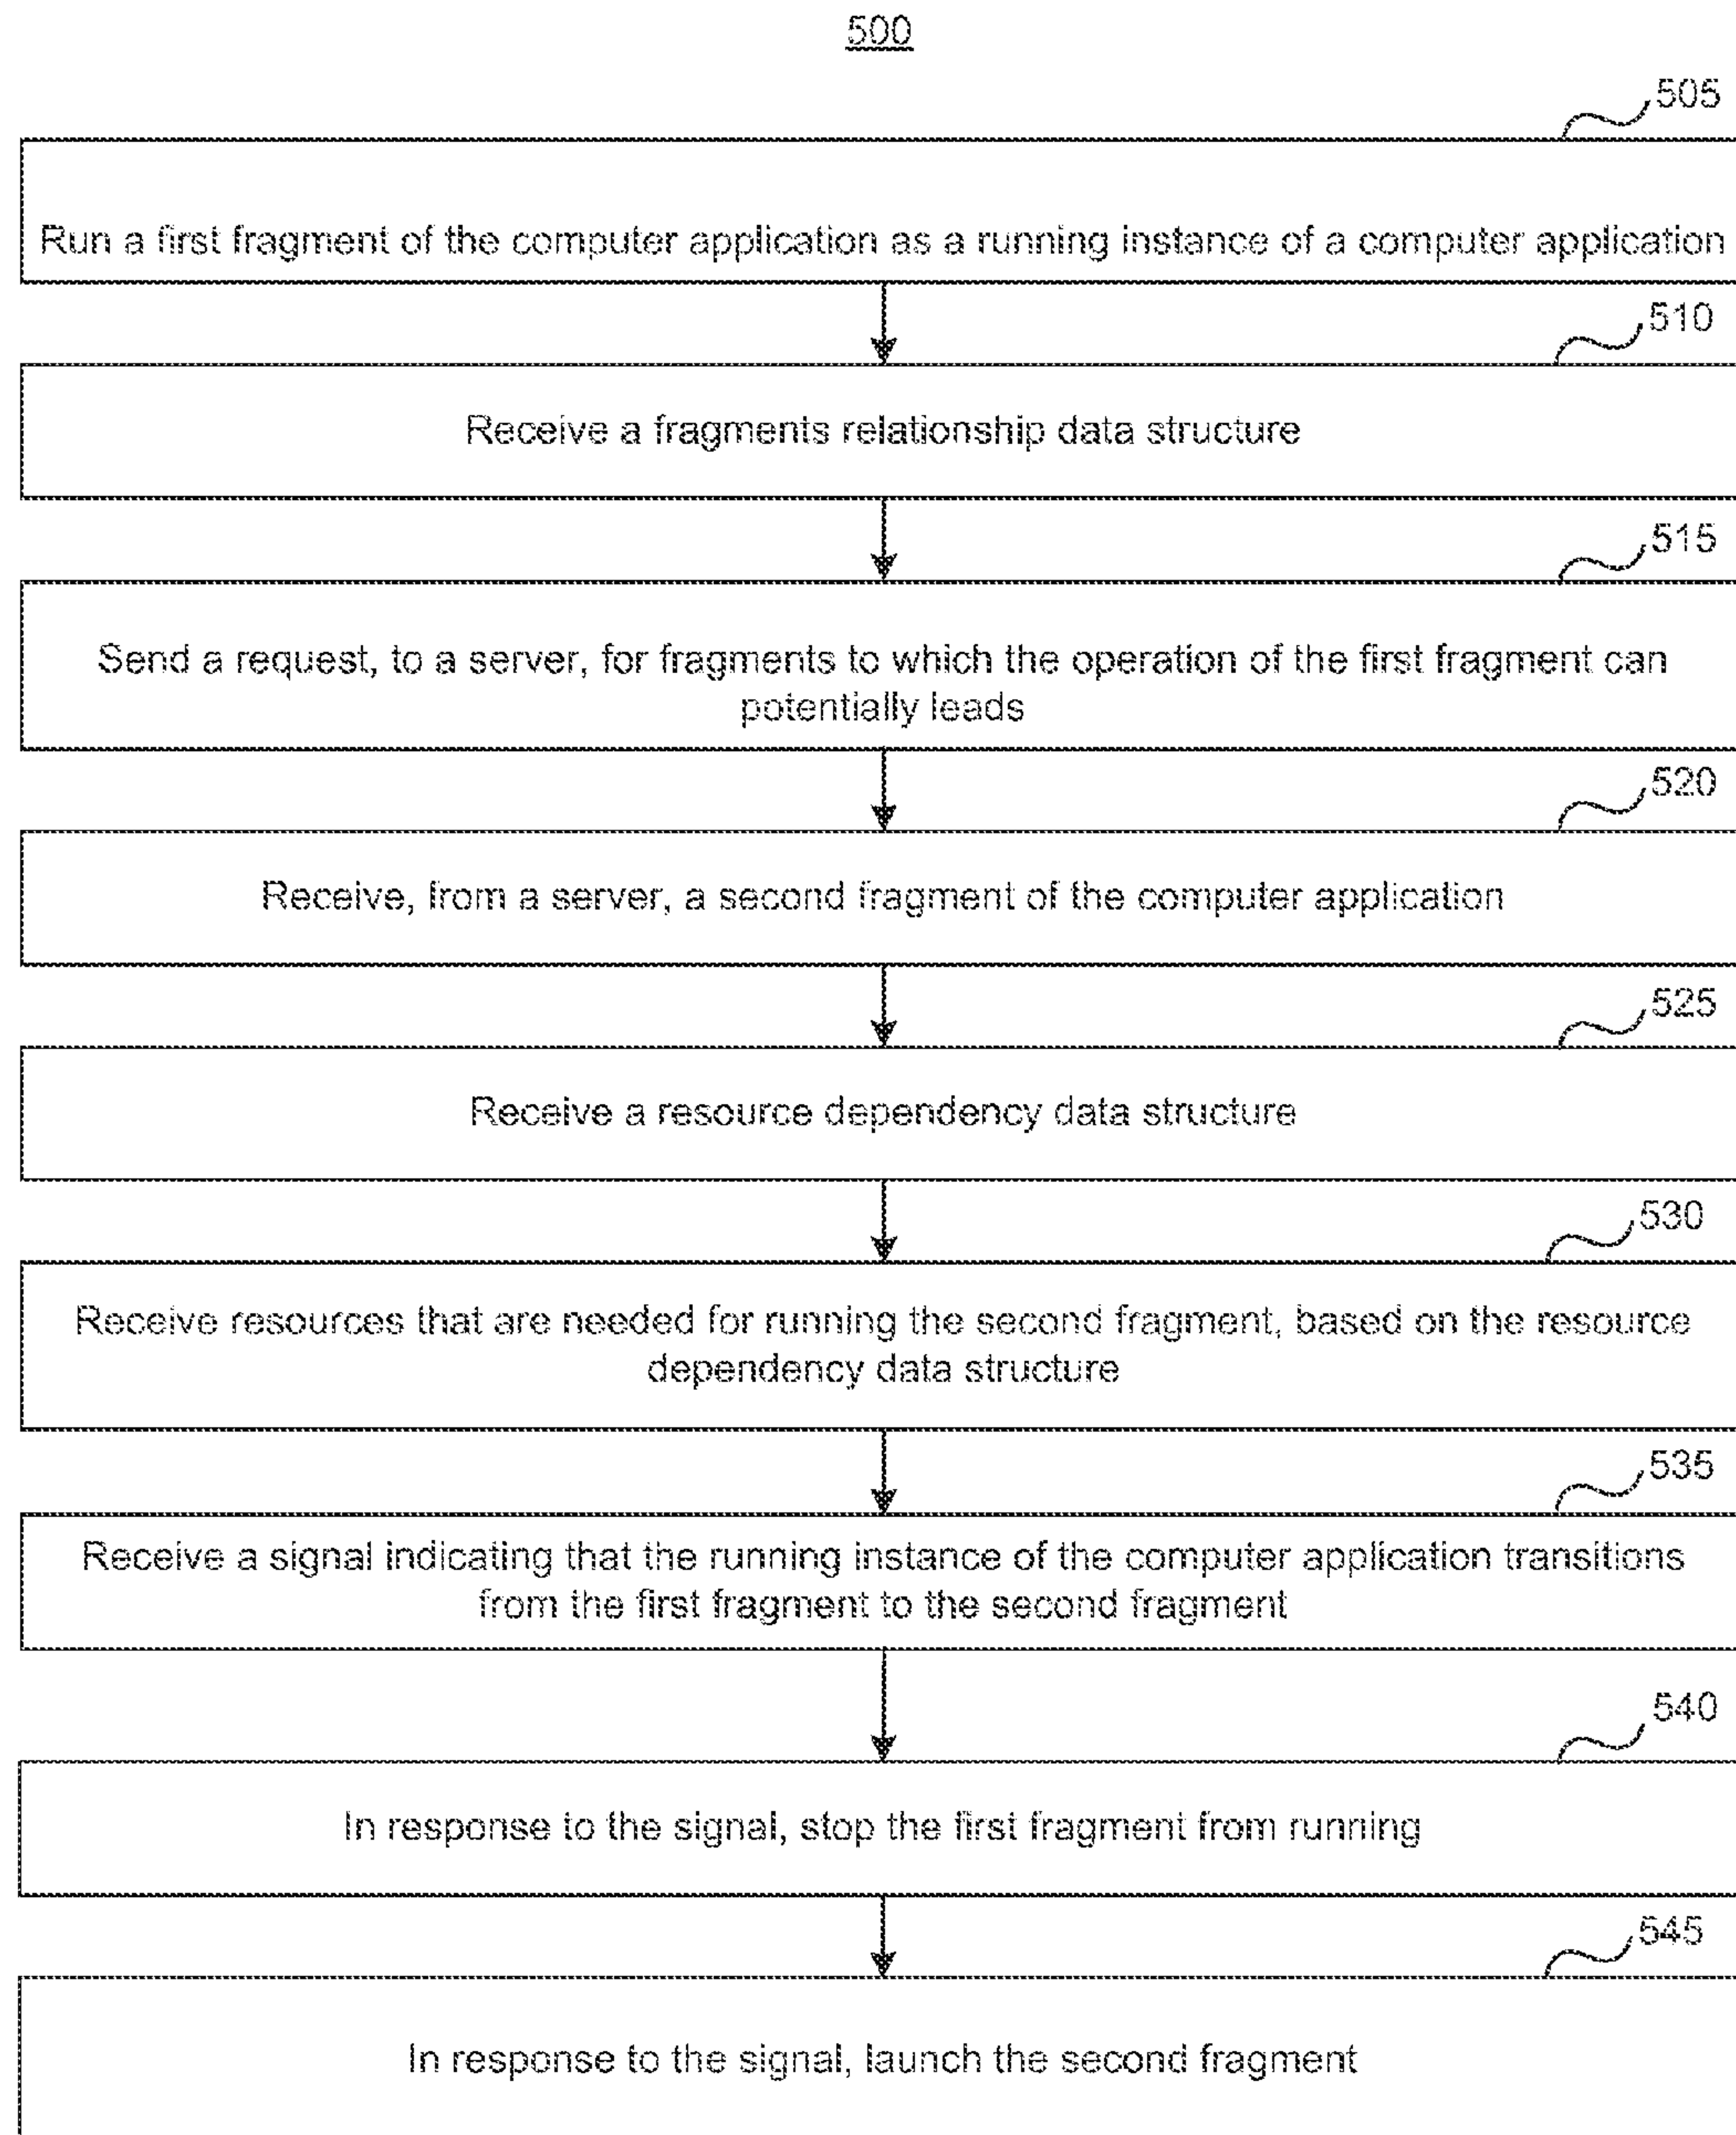 500
505
Run a first fragment of the computer application as a running instance of a computer application
510
Receive a fragments relationship data structure
515
Send a request, to a server, for fragments to which the operation of the first fragment can
potentially leads
520
Receive, from a server, a second fragment of the computer application
525
Receive a resource dependency data structure
530
Receive resources that are needed for running the second fragment, based on the resource
dependency data structure
535
Receive a signal indicating that the running instance of the computer application transitions
from the first fragment to the second fragment
540
In response to the signal, stop the first fragment from running
545
In response to the signal, launch the second fragment